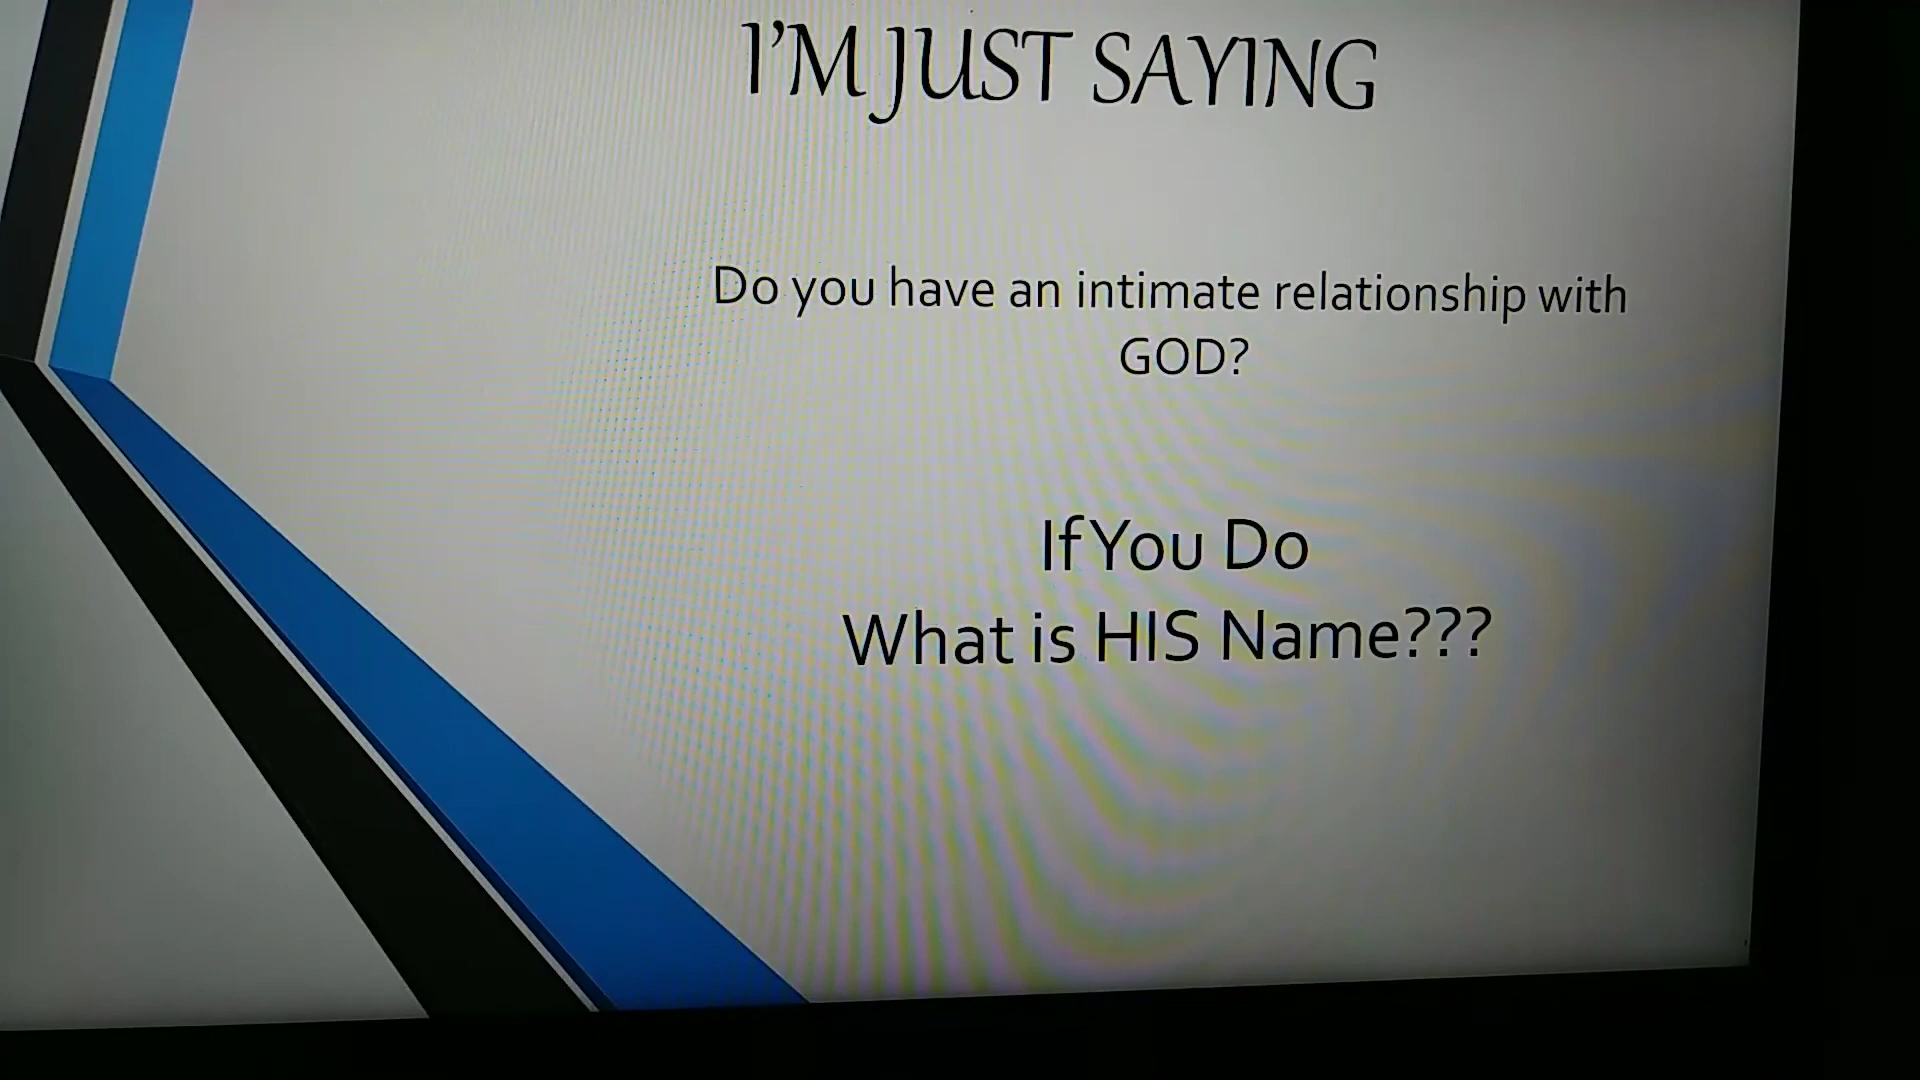 I'M JUST SAYING
Do you have an intimate relationship with
GOD?
If You Do
What is HIS Name???